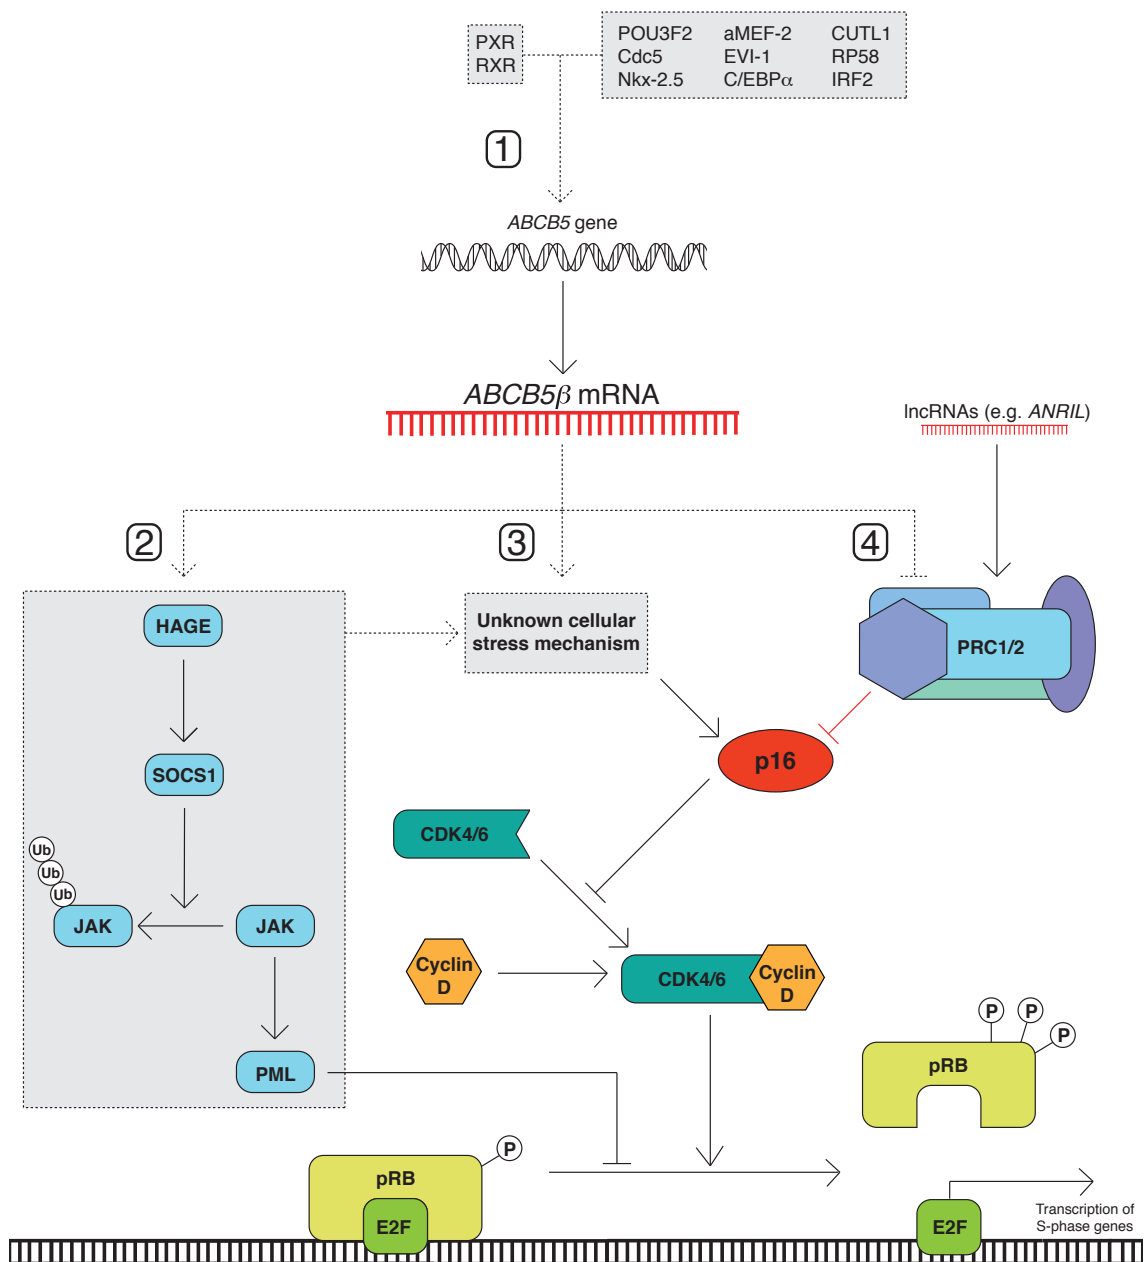 PXR
RXR
POU3F2 aMEF-2 CUTL1
Cdc5 EVI-1 RP58
Nkx-2.5 C/EBPα IRF2
1
ABCB5 gene
ABCB5β mRNA
lncRNAs (e.g. ANRIL)
2
3
4
HAGE
Unknown cellular
stress mechanism
PRC1/2
SOCS1
p16
CDK4/6
Ub
Ub
Ub
JAK
JAK
Cyclin
D
CDK4/6
Cyclin
D
P
P
P
pRB
PML
P
pRB
E2F
E2F
Transcription of
S-phase genes